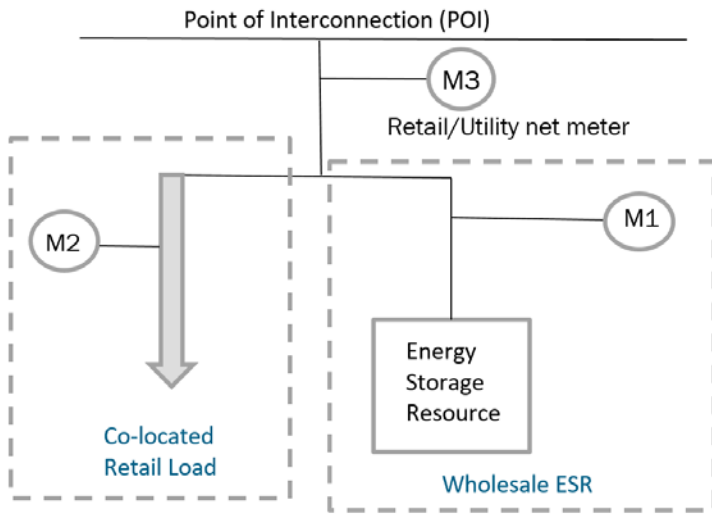 Point of Interconnection (POI)
M3
Retail/Utility net meter
M2
M1
Energy
Storage
Resource
Co-located
Retail Load
Wholesale ESR